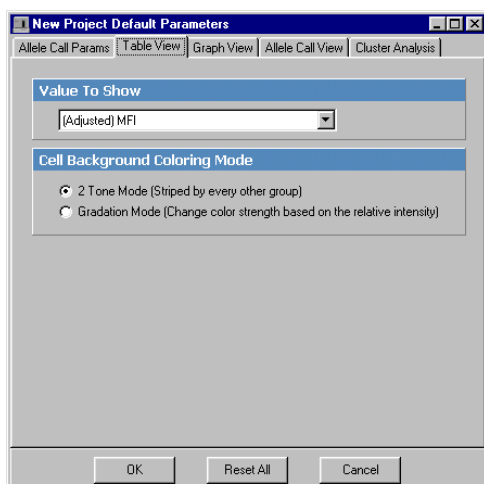 New Project Default Parameters
Allele Call Params Table View Graph View Allele Call View Cluster Analysis
Value To Show
(Adjusted) MFI
Cell Background Coloring Mode
2 Tone Mode (Striped by every other group)
Gradation Mode (Change color strength based on the relative intensity)
OK Reset All Cancel